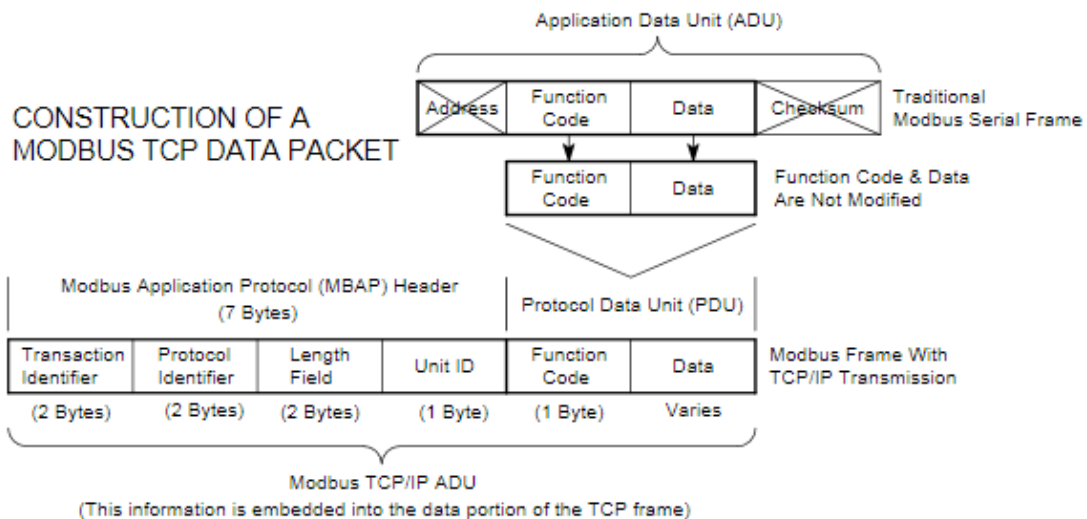 Application Data Unit (ADU)
CONSTRUCTION OF A
MODBUS TCP DATA PACKET
Address
Function
Code
Data
Checksum
Traditional
Modbus Serial Frame
Function
Code
Data
Function Code & Data
Are Not Modified
Modbus Application Protocol (MBAP) Header
(7 Bytes)
Protocol Data Unit (PDU)
Transaction
Identifier
Protocol
Identifier
Length
Field
Unit ID
Function
Code
Data
Modbus Frame With
TCP/IP Transmission
(2 Bytes)
(2 Bytes)
(2 Bytes)
(1 Byte)
(1 Byte)
Varies
Modbus TCP/IP ADU
(This information is embedded into the data portion of the TCP frame)